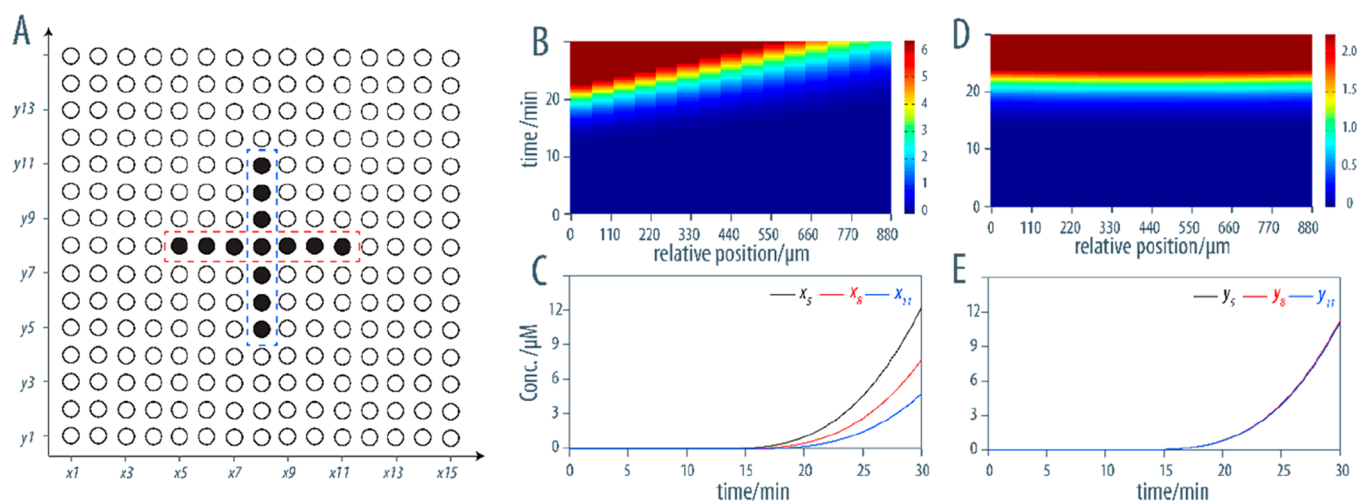 A
y13
y11
y9
y7
y5
y3
y1
x1 x3 x5 x7 x9 x11 x13 x15
B
time /min
20
10
0
0 110 220 330 440 550 660 770 880
relative position/µm
6
5
4
3
2
1
0
D
20
10
0
0 110 220 330 440 550 660 770 880
relative position/µm
2.0
1.5
1.0
0.5
0
C
x5 x8 x11
Conc. /µM
12
9
6
3
0
0 5 10 15 20 25 30
time/min
E
y5 y8 y11
12
9
6
3
0
0 5 10 15 20 25 30
time/min